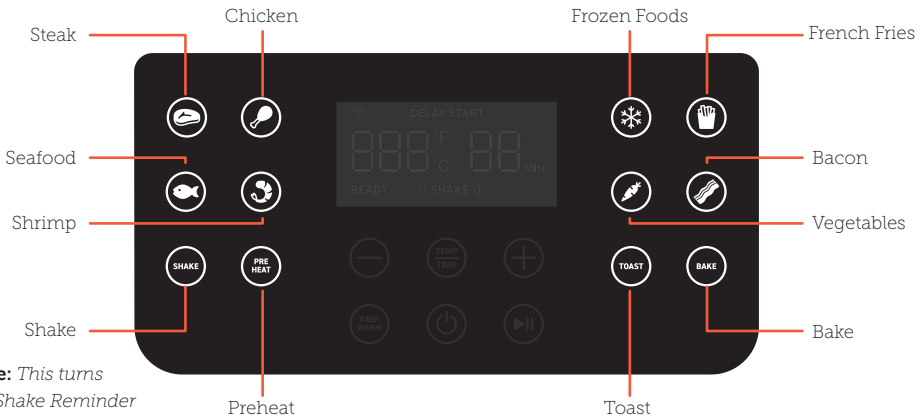 Chicken
Frozen Foods
Steak
French Fries
DELAY START
°F
888 88
°C
MIN
READY ((SHAKE))
Seafood
Bacon
Shrimp
Vegetables
SHAKE
PRE
HEAT
TEMP
TIME
TOAST
BAKE
KEEP
WARM
Shake
Bake
e: This turns
Shake Reminder
Preheat
Toast